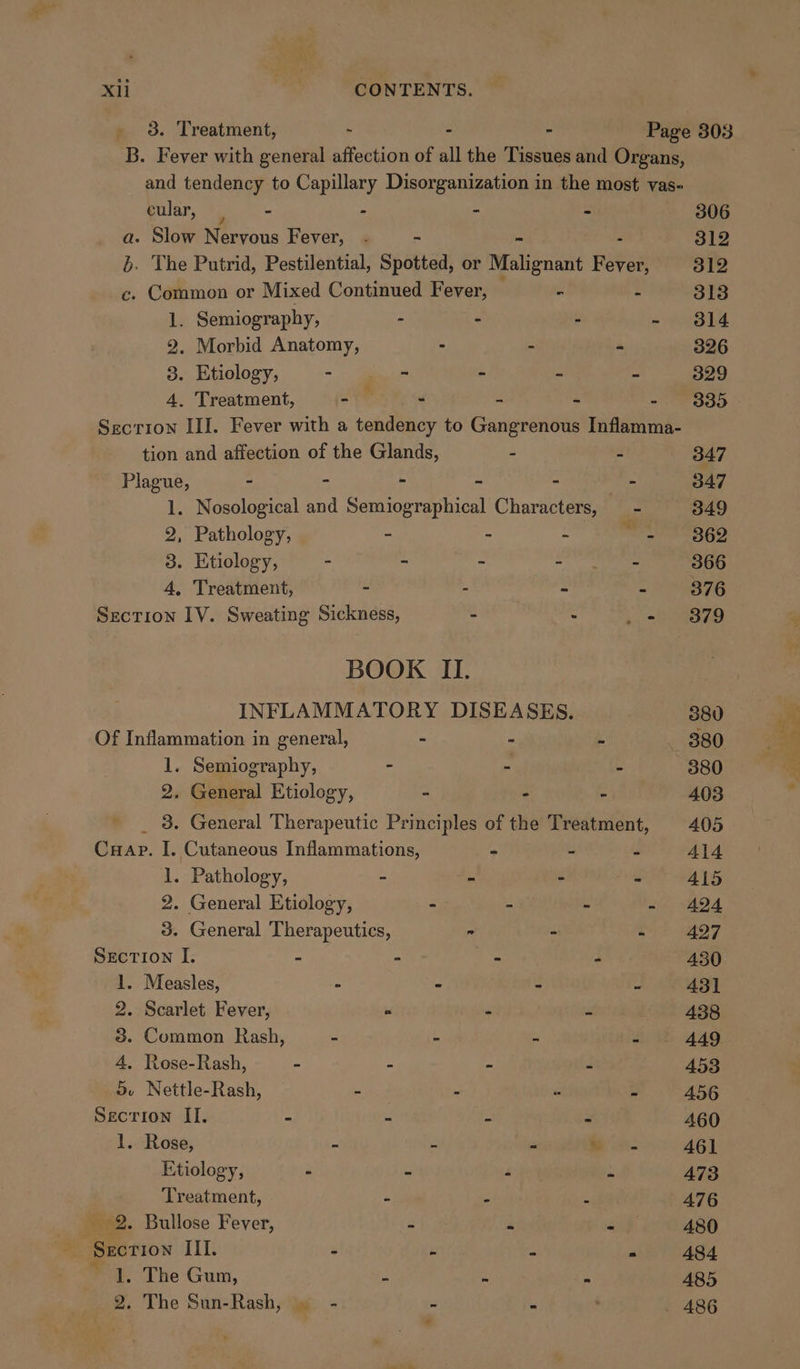 xii CONTENTS.
3. Treatment, - - - Page 303
B. Fever with general affection of all the Tissues and Organs,
and tendency to Capillary Disorganization in the most vas-
cular, - - - - 306
a. Slow Nervous Fever, - - - - 312
b. The Putrid, Pestilential, Spotted, or Malignant Fever, 312
c. Common or Mixed Continued Fever, - - 313
1. Semiography, - - - - 314
2. Morbid Anatomy, - - - 326
3. Etiology, - - - - - 329
4. Treatment, - - - - - 335
Section III. Fever with a tendency to Gangrenous Inflamma-
tion and affection of the Glands, - - 347
Plague, - - - - - - 347
1. Nosological and Semiographical Characters, - 349
2, Pathology, - - - - 362
3. Etiology, - - - - - 366
4. Treatment, - - - - 376
Section IV. Sweating Sickness, - - - 379
BOOK II.
INFLAMMATORY DISEASES. 380
Of Inflammation in general, - - - 380
1. Semiography, - - - 380
2. General Etiology, - - - 403
3. General Therapeutic Principles of the Treatment, 405
Chap. I. Cutaneous Inflammations, - - - 414
1. Pathology, - - - - 415
2. General Etiology, - - - - 424
3. General Therapeutics, - - - 427
Section I. - - - - 430
1. Measles, - - - - 431
2. Scarlet Fever, - - - 438
3. Common Rash, - - - - 449
4. Rose-Rash, - - - - 453
5. Nettle-Rash, - - - - 456
Section II. - - - - 460
1. Rose, - - - - 461
Etiology, - - - - 473
Treatment, - - - 476
2. Bullose Fever, - - - 480
Section III. - - - - 484
1. The Gum, - - - 485
2. The Sun-Rash, - - - 486